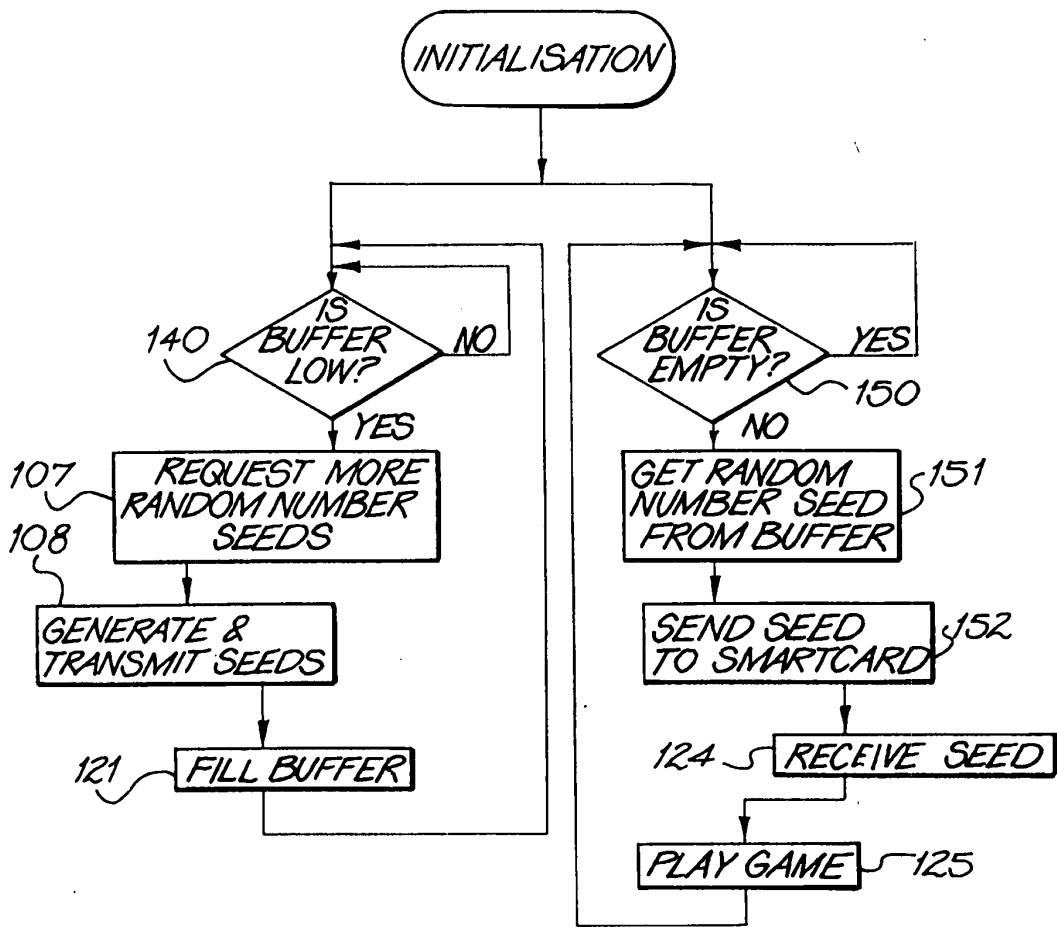 INITIALISATION
IS
BUFFER
LOW?
NO
140
YES
107
REQUEST MORE
RANDOM NUMBER
SEEDS
108
GENERATE &
TRANSMIT SEEDS
121
FILL BUFFER
IS
BUFFER
EMPTY?
YES
150
NO
GET RANDOM
NUMBER SEED
FROM BUFFER
151
SEND SEED
TO SMARTCARD
152
124
RECEIVE SEED
PLAY GAME
125